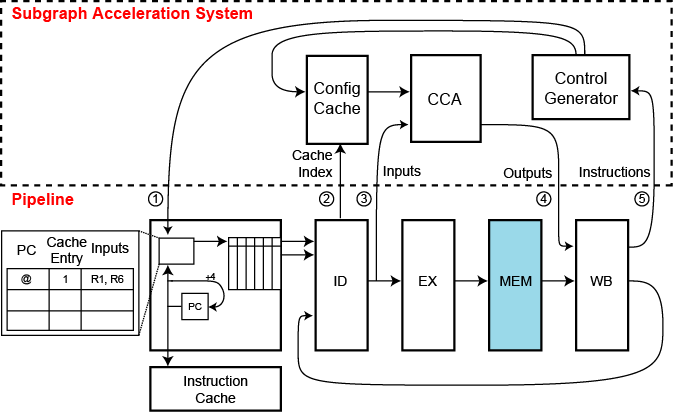 Subgraph Acceleration System
Config
Cache
CCA
Control
Generator
Cache
Index
Inputs
Outputs
Instructions
① ② ③ ④ ⑤
Pipeline
PC Cache Entry Inputs
@ 1 R1, R6
+4
PC
ID
EX
MEM
WB
Instruction
Cache